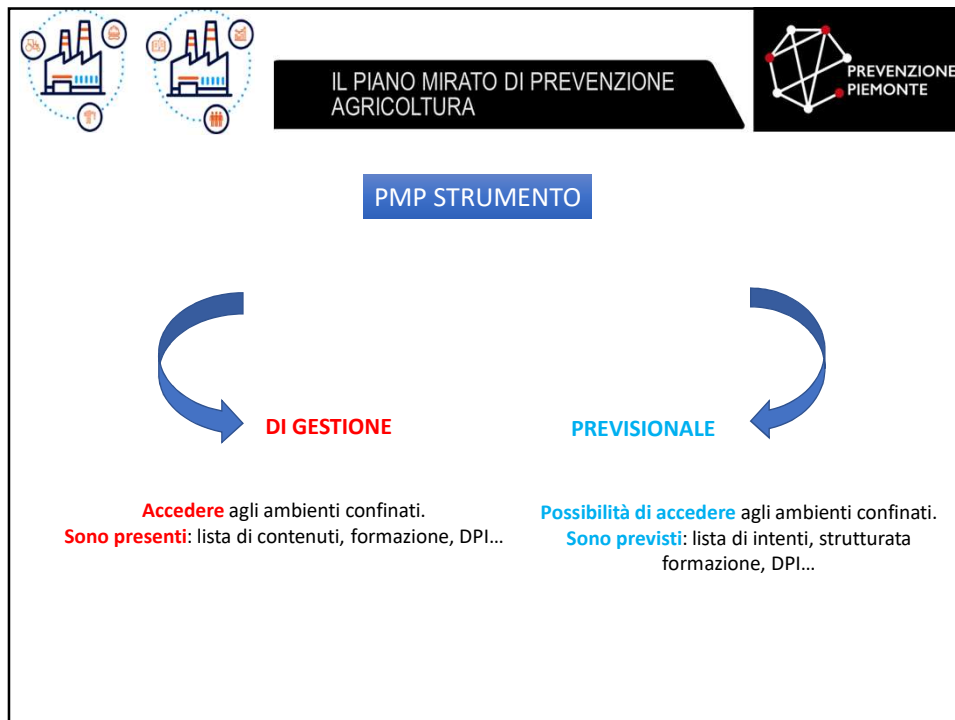 IL PIANO MIRATO DI PREVENZIONE
AGRICOLTURA
PREVENZIONE
PIEMONTE
PMP STRUMENTO
DI GESTIONE
PREVISIONALE
Accedere agli ambienti confinati.
Sono presenti: lista di contenuti, formazione, DPI...
Possibilità di accedere agli ambienti confinati.
Sono previsti: lista di intenti, strutturata
formazione, DPI...